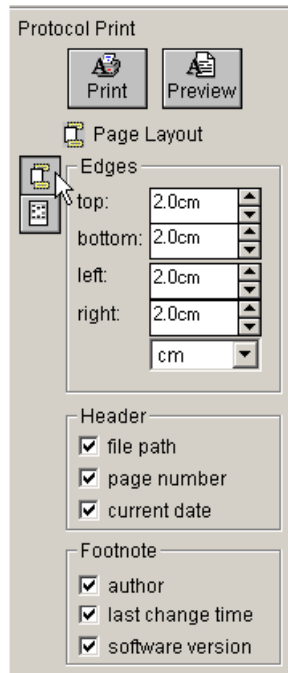 Protocol Print
Print Preview
Page Layout
Edges
top: 2.0cm
bottom: 2.0cm
left: 2.0cm
right: 2.0cm
cm
Header
file path
page number
current date
Footnote
author
last change time
software version